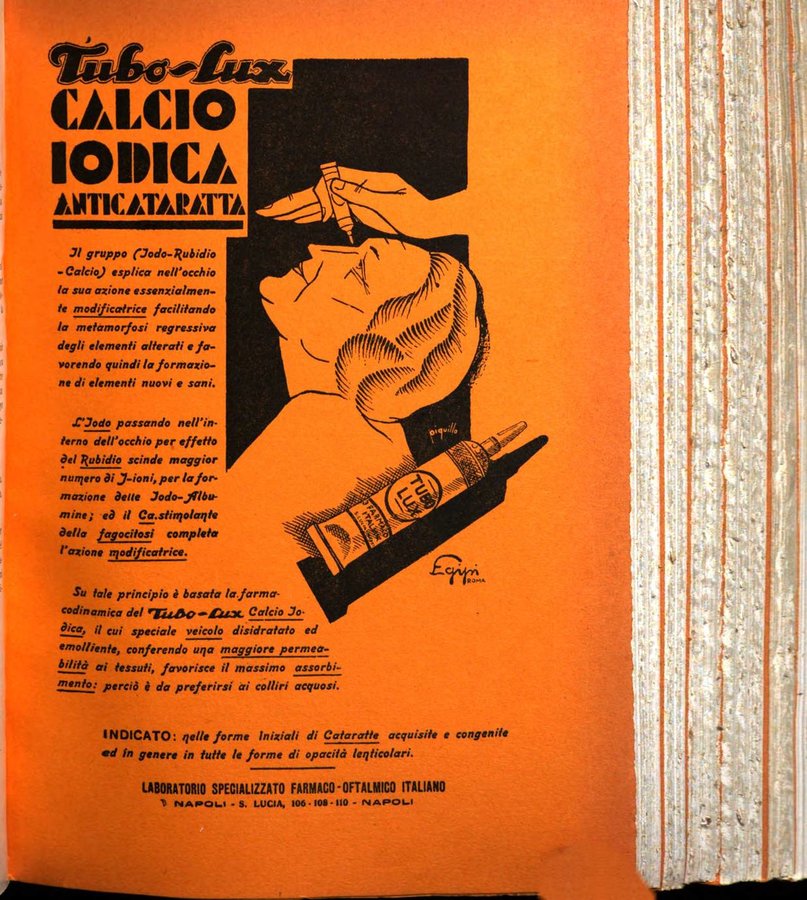 Tubo-Lux
CALCIO
IODICA
ANTICATARATTA
Il gruppo (Jodo-Rubidio
-Calcio) esplica nell'occhio
la sua azione essenzialmen-
te modificatrice facilitando
la metamorfosi regressiva
degli elementi alterati e fa-
vorendo quindi la formazio-
ne di elementi nuovi e sani.
L'Jodo passando nell'in-
terno dell'occhio per effetto
del Rubidio scinde maggior
numero di J-ioni, per la for-
mazione delle Jodo-Albu-
mine; ed il Ca.stimolante
della fagocitosi completa
l'azione modificatrice.
piquillo
TUBO
LUX
FARMACO
ITALIANO
Egipi
ROMA
Su tale principio è basata la farma-
codinamica del Tubo-Lux Calcio Jo-
dica, il cui speciale veicolo disidratato ed
emolliente, conferendo una maggiore permea-
bilità ai tessuti, favorisce il massimo assorbi-
mento: perciò è da preferirsi ai colliri acquosi.
INDICATO: nelle forme Iniziali di Cataratte acquisite e congenite
ed in genere in tutte le forme di opacità lenticolari.
LABORATORIO SPECIALIZZATO FARMACO-OFTALMICO ITALIANO
NAPOLI - S. LUCIA, 106-108-110 - NAPOLI